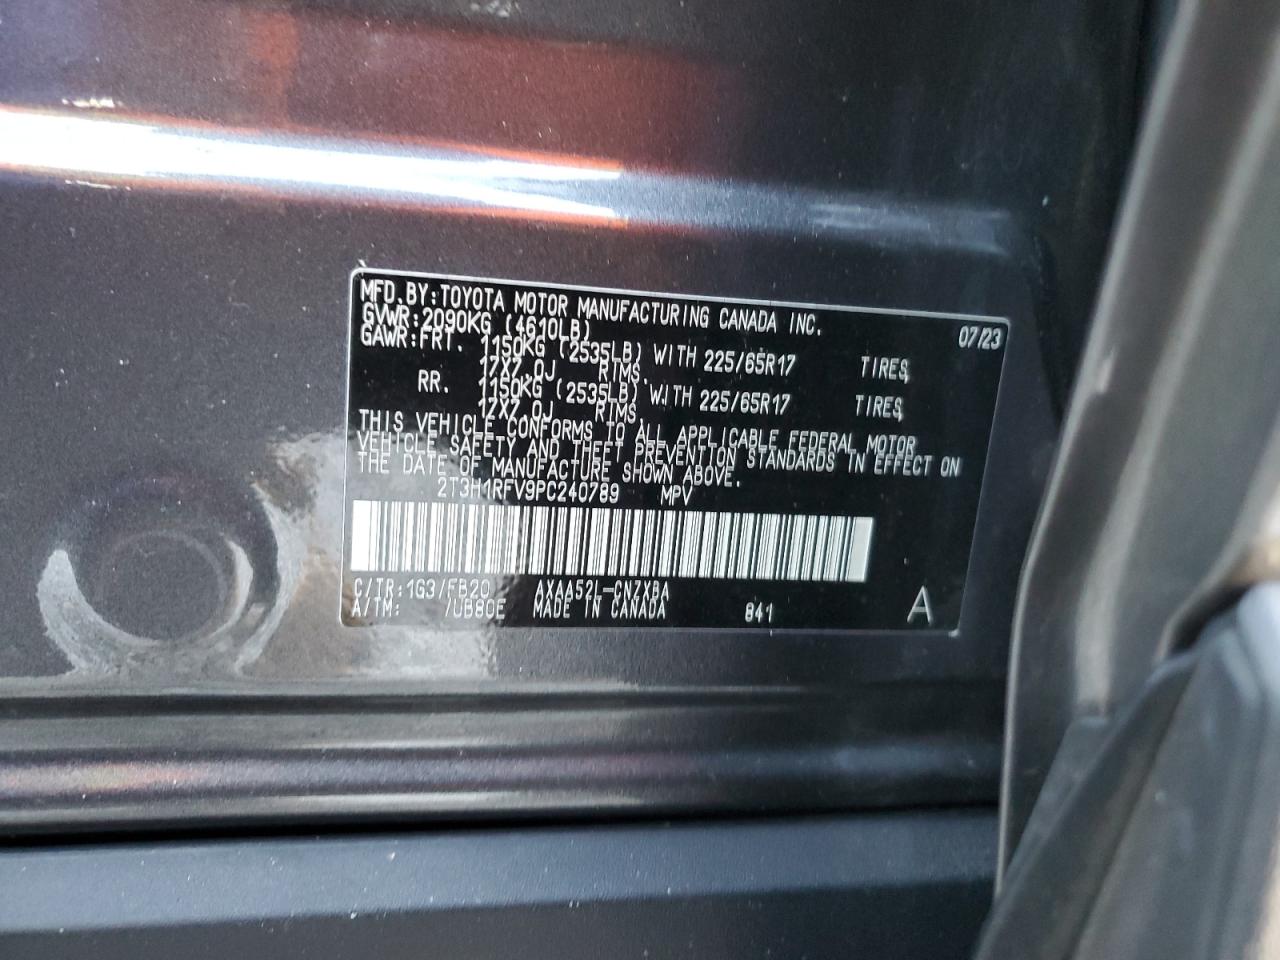 MFD.BY:TOYOTA MOTOR MANUFACTURING CANADA INC.
GVWR:2090KG (4610LB) 07/23
GAWR:FRT. 1150KG (2535LB) WITH 225/65R17 TIRES,
17X7.0J RIMS.
RR. 1150KG (2535LB) WITH 225/65R17 TIRES,
17X7.0J RIMS.
THIS VEHICLE CONFORMS TO ALL APPLICABLE FEDERAL MOTOR
VEHICLE SAFETY AND THEFT PREVENTION STANDARDS IN EFFECT ON
THE DATE OF MANUFACTURE SHOWN ABOVE.
2T3H1RFV9PC240789 MPV
C/TR:1G3/FB20 AXAA52L-CNZXBA
A/TM: /UB80E MADE IN CANADA 841 A